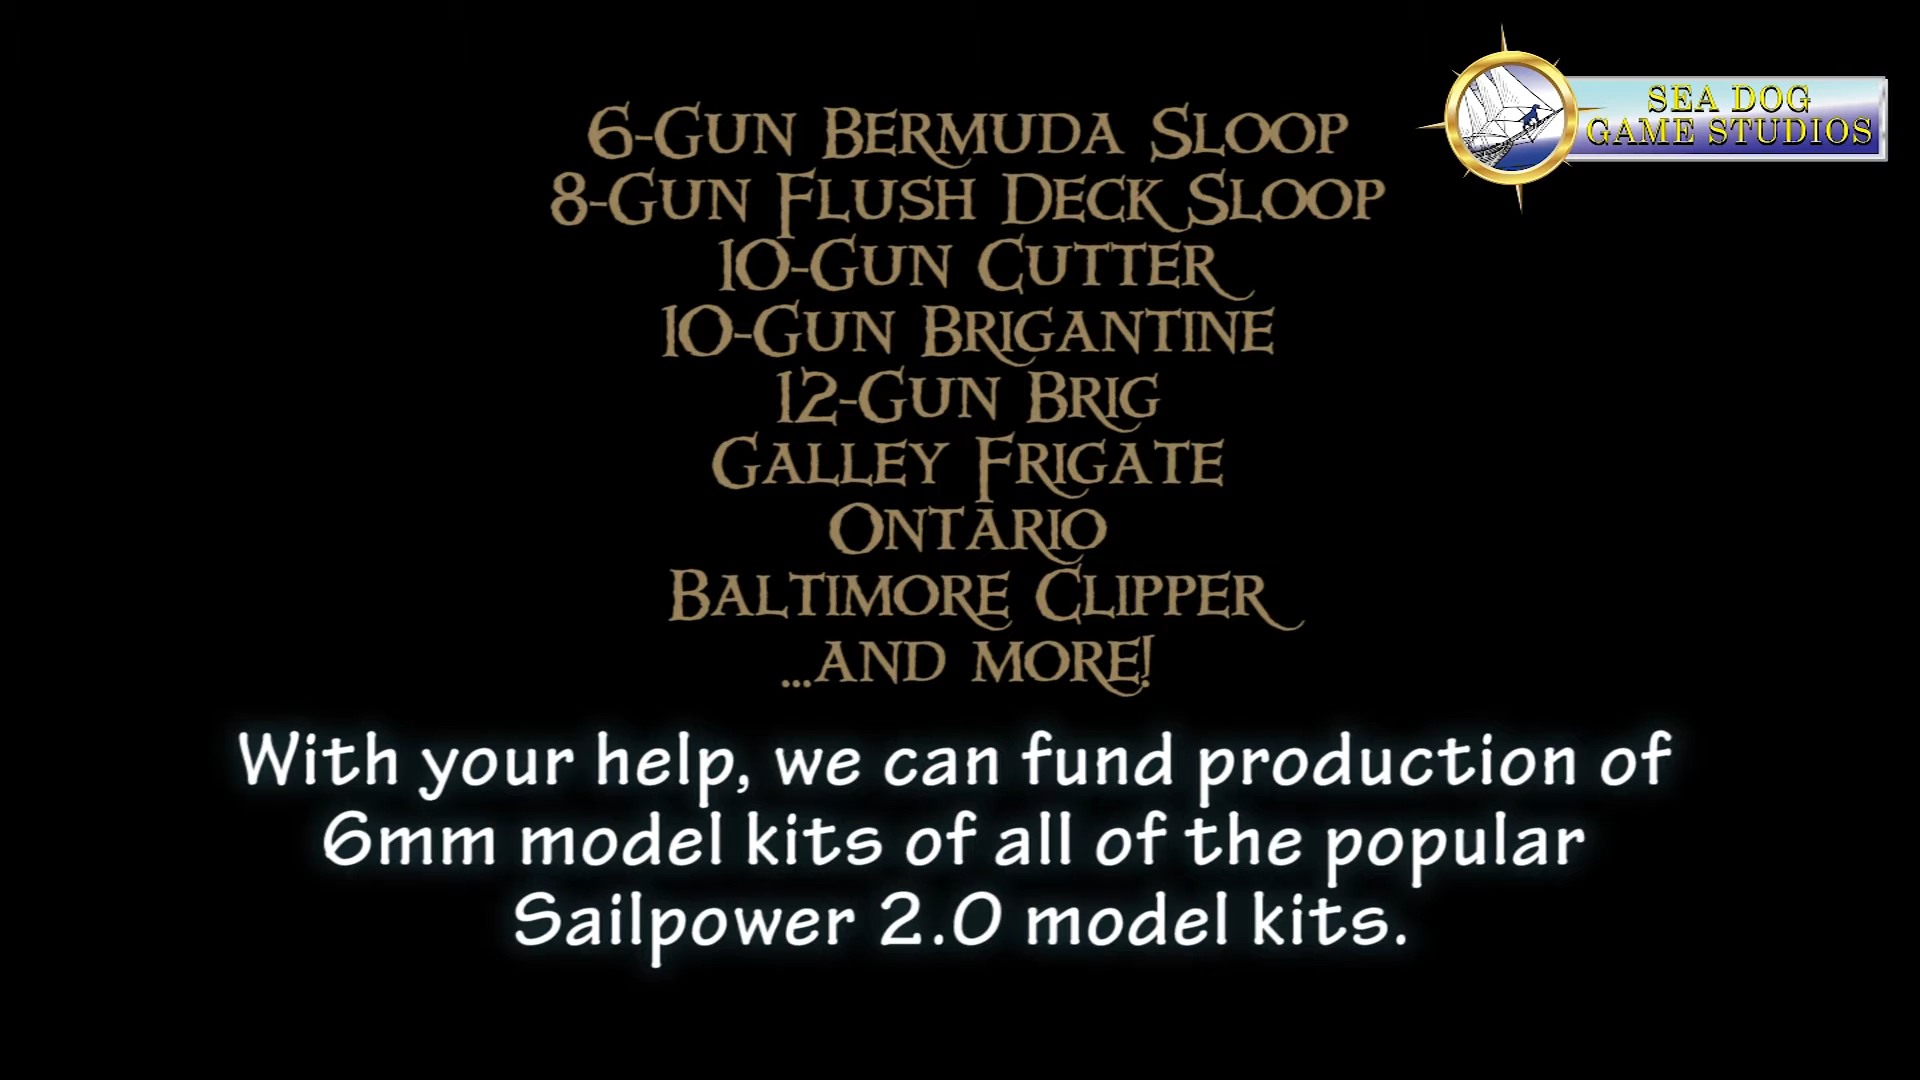 SEA DOG
GAME STUDIOS
6-Gun Bermuda Sloop
8-Gun Flush Deck Sloop
10-Gun Cutter
10-Gun Brigantine
12-Gun Brig
Galley Frigate
Ontario
Baltimore Clipper
...and more!
With your help, we can fund production of
6mm model kits of all of the popular
Sailpower 2.0 model kits.